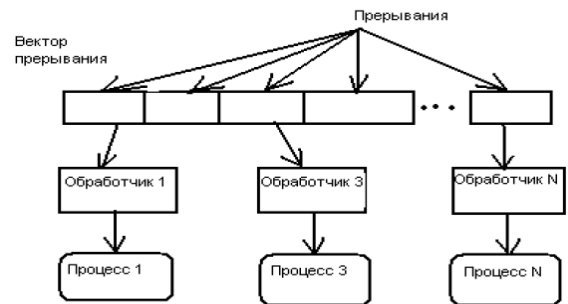 Прерывания
Вектор
прерывания
Обработчик 1
Обработчик 3
Обработчик N
Процесс 1
Процесс 3
Процесс N